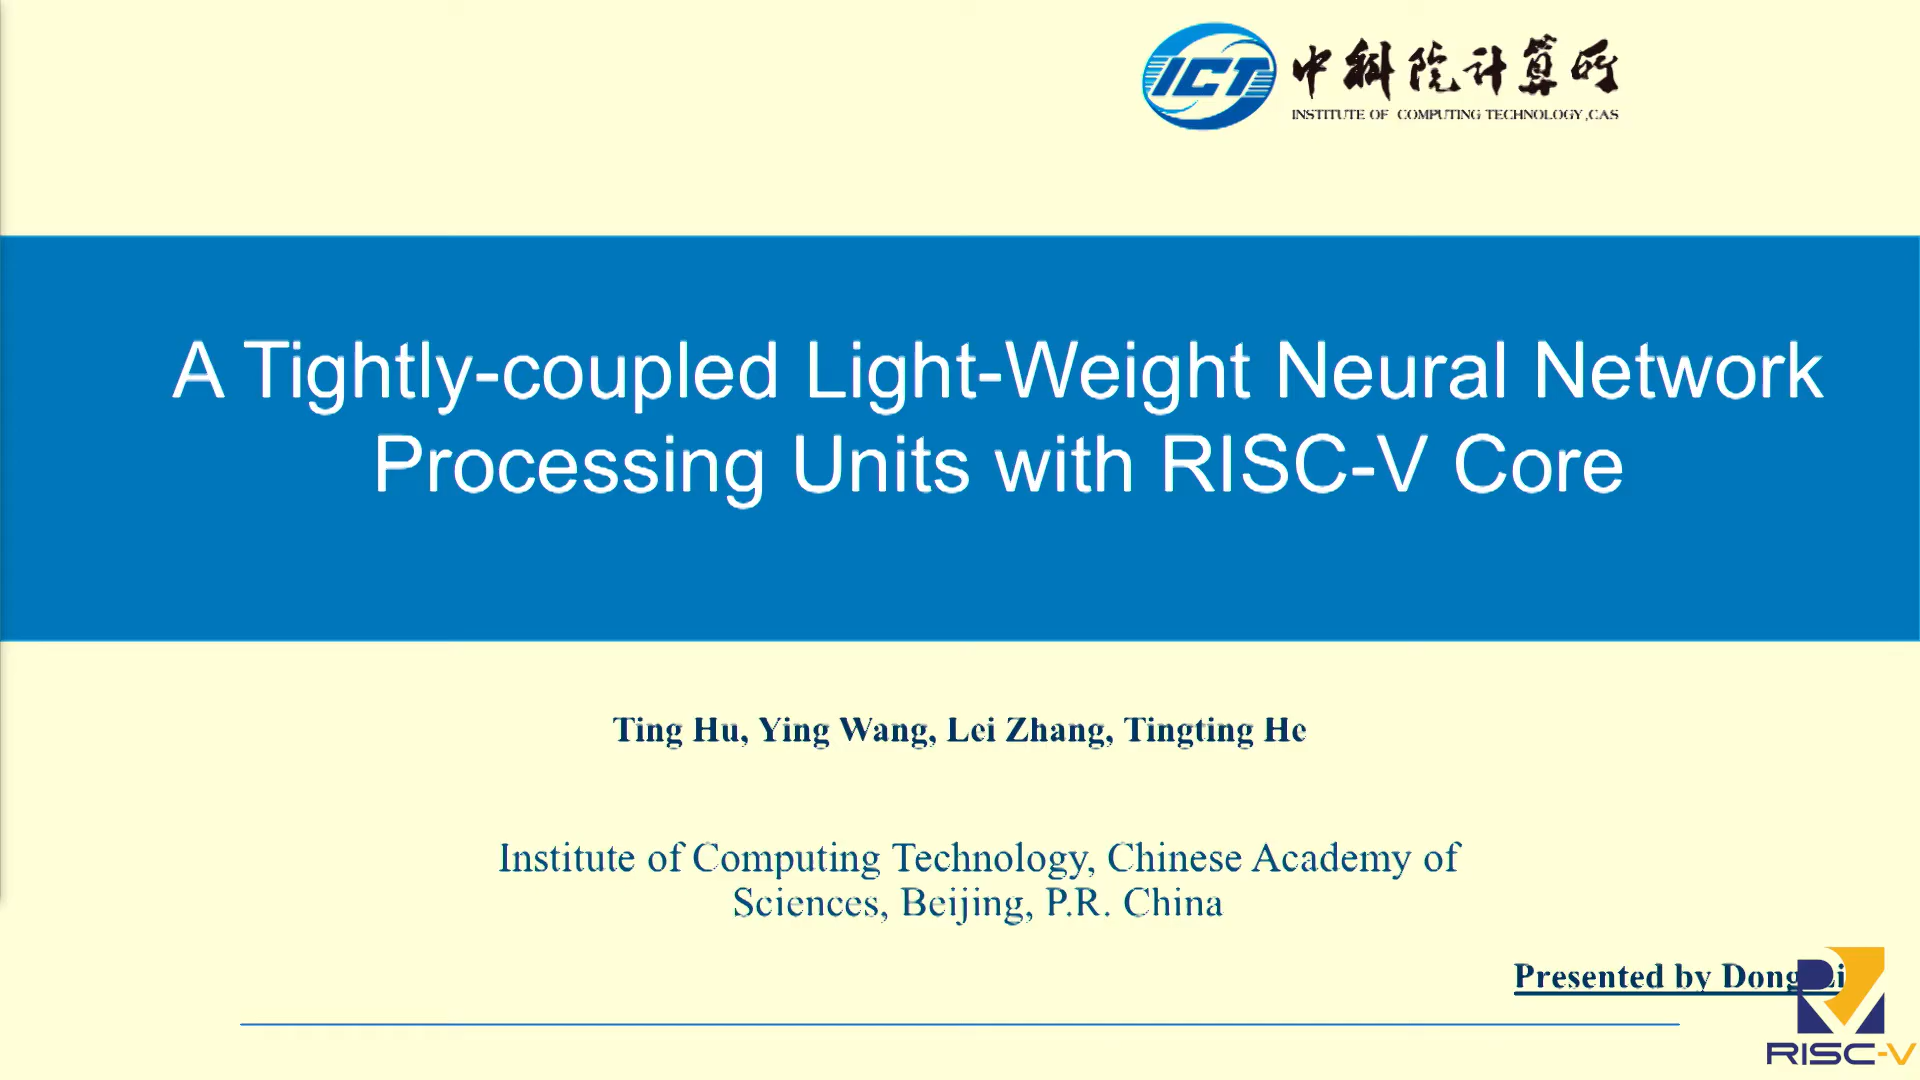 ICT 中科院计算所
INSTITUTE OF COMPUTING TECHNOLOGY,CAS
A Tightly-coupled Light-Weight Neural Network
Processing Units with RISC-V Core
Ting Hu, Ying Wang, Lei Zhang, Tingting He
Institute of Computing Technology, Chinese Academy of
Sciences, Beijing, P.R. China
Presented by Dong
RISC-V